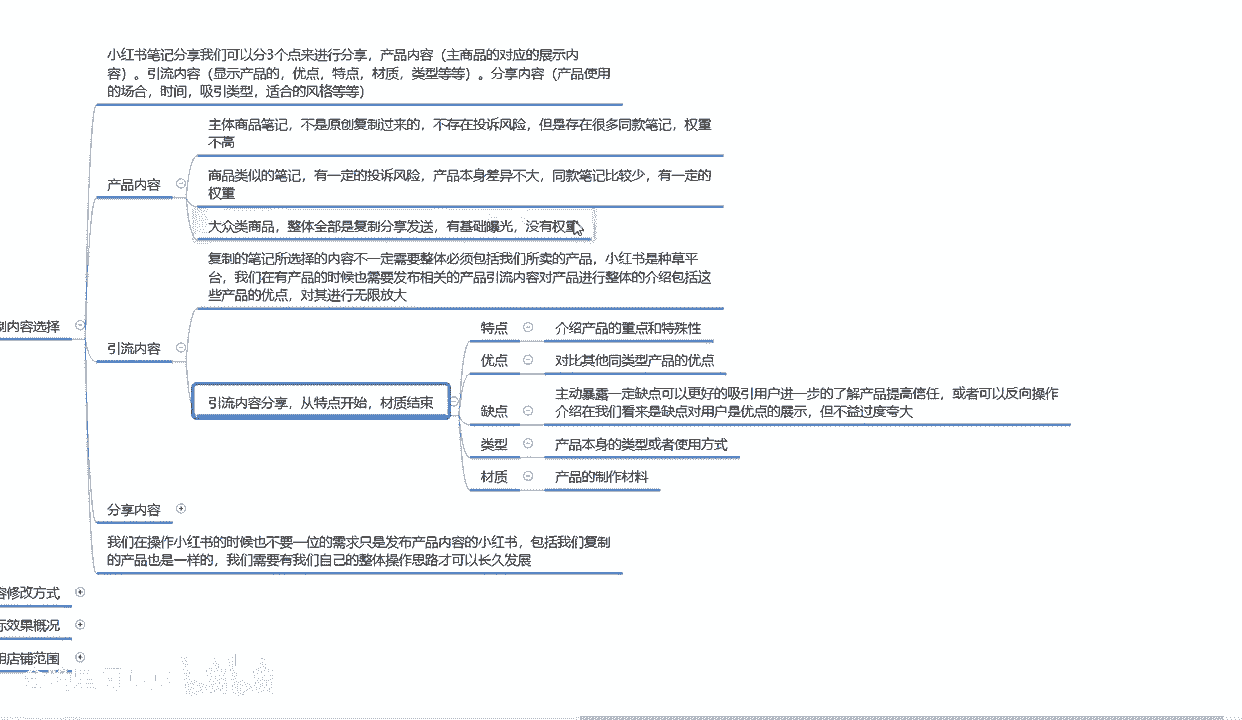 小红书笔记分享我们可以分3个点来进行分享，产品内容（主商品的对应的展示内
容）。引流内容（显示产品的，优点，特点，材质，类型等等）。分享内容（产品使用
的场合，时间，吸引类型，适合的风格等等）
主体商品笔记，不是原创复制过来的，不存在投诉风险，但是存在很多同款笔记，权重
不高
产品内容
商品类似的笔记，有一定的投诉风险，产品本身差异不大，同款笔记比较少，有一定的
权重
大众类商品，整体全部是复制分享发送，有基础曝光，没有权重
复制的笔记所选择的内容不一定需要整体必须包括我们所卖的产品，小红书是种草平
台，我们在有产品的时候也需要发布相关的产品引流内容对产品进行整体的介绍包括这
些产品的优点，对其进行无限放大
制内容选择
引流内容
引流内容分享，从特点开始，材质结束
特点
介绍产品的重点和特殊性
优点
对比其他同类型产品的优点
缺点
主动暴露一定缺点可以更好的吸引用户进一步的了解产品提高信任，或者可以反向操作
介绍在我们看来是缺点对用户是优点的展示，但不益过度夸大
类型
产品本身的类型或者使用方式
材质
产品的制作材料
分享内容
我们在操作小红书的时候也不要一位的需求只是发布产品内容的小红书，包括我们复制
的产品也是一样的，我们需要有我们自己的整体操作思路才可以长久发展
容修改方式
示效果概况
用店铺范围